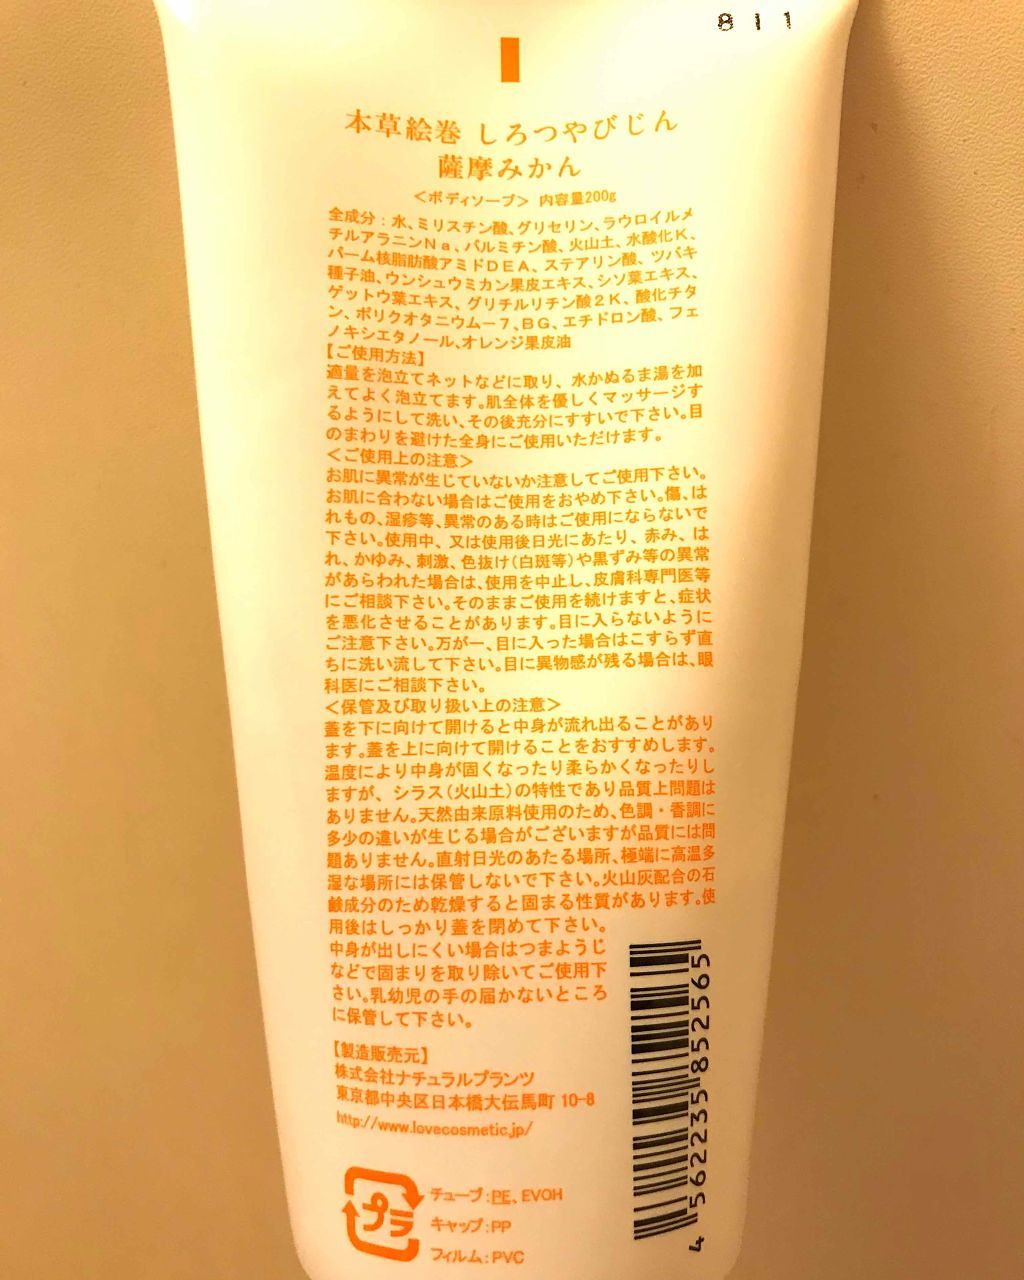 811
本草絵巻 しろつやびじん
薩摩みかん
＜ボディソープ＞ 内容量200g
全成分：水、ミリスチン酸、グリセリン、ラウロイルメ
チルアラニンNa、パルミチン酸、火山土、水酸化K、
パーム核脂肪酸アミドDEA、ステアリン酸、ツバキ
種子油、ウンシュウミカン果皮エキス、シソ葉エキス、
ゲットウ葉エキス、グリチルリチン酸2K、酸化チタ
ン、ポリクオタニウム－7、BG、エチドロン酸、フェ
ノキシエタノール、オレンジ果皮油
【ご使用方法】
適量を泡立てネットなどに取り、水かぬるま湯を加
えてよく泡立てます。肌全体を優しくマッサージす
るようにして洗い、その後充分にすすいで下さい。目
のまわりを避けた全身にご使用いただけます。
＜ご使用上の注意＞
お肌に異常が生じていないか注意してご使用下さい。
お肌に合わない場合はご使用をおやめ下さい。傷、は
れもの、湿疹等、異常のある時はご使用にならないで
下さい。使用中、又は使用後日光にあたり、赤み、は
れ、かゆみ、刺激、色抜け(白斑等)や黒ずみ等の異常
があらわれた場合は、使用を中止し、皮膚科専門医等
にご相談下さい。そのままご使用を続けますと、症状
を悪化させることがあります。目に入らないように
ご注意下さい。万が一、目に入った場合はこすらず直
ちに洗い流して下さい。目に異物感が残る場合は、眼
科医にご相談下さい。
＜保管及び取り扱い上の注意＞
蓋を下に向けて開けると中身が流れ出ることがあり
ます。蓋を上に向けて開けることをおすすめします。
温度により中身が固くなったり柔らかくなったりし
ますが、シラス(火山土)の特性であり品質上問題は
ありません。天然由来原料使用のため、色調・香調に
多少の違いが生じる場合がございますが品質には問
題ありません。直射日光のあたる場所、極端に高温多
湿な場所には保管しないで下さい。火山灰配合の石
鹸成分のため乾燥すると固まる性質があります。使
用後はしっかり蓋を閉めて下さい。
中身が出しにくい場合はつまようじ
などで固まりを取り除いてご使用下
さい。乳幼児の手の届かないところ
に保管して下さい。
【製造販売元】
株式会社ナチュラルプランツ
東京都中央区日本橋大伝馬町 10-8
http://www.lovecosmetic.jp/
プラ
チューブ：PE、EVOH
キャップ：PP
フィルム：PVC
4 562235 852565